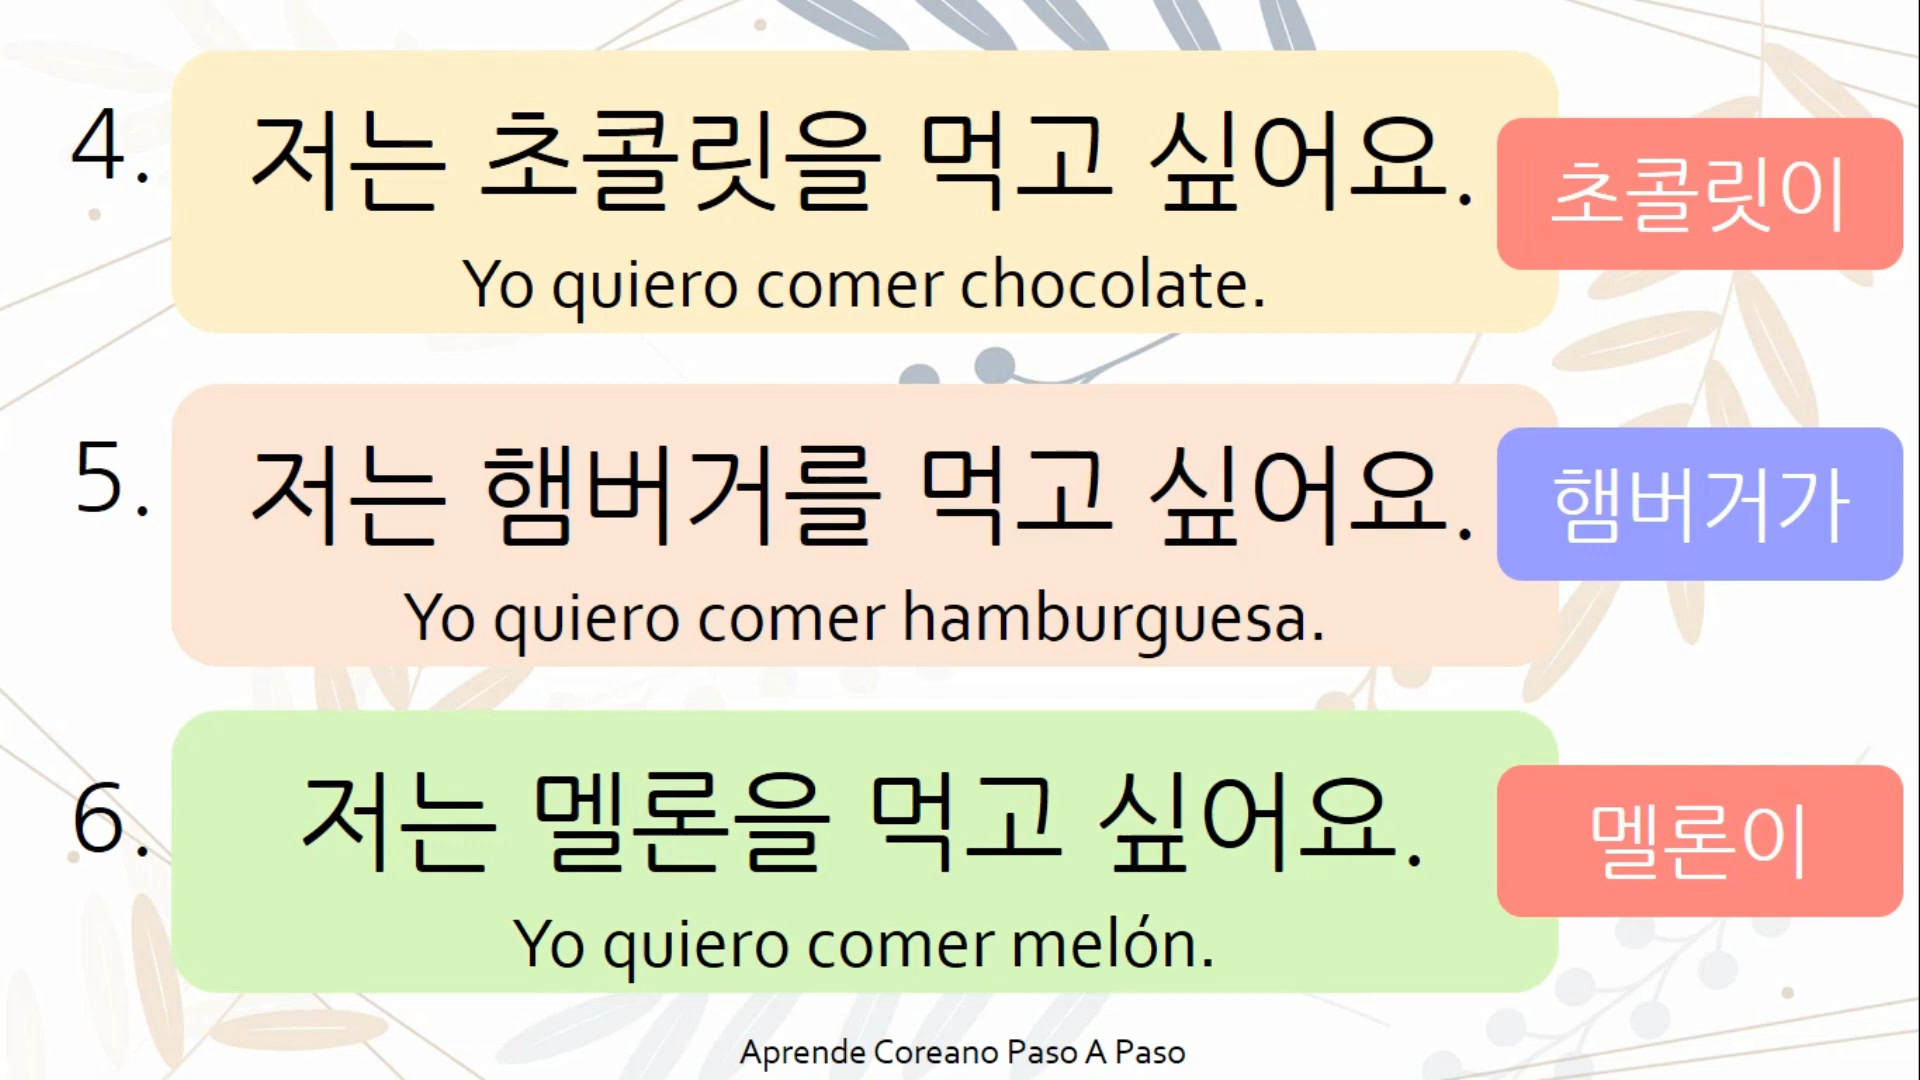 4.
저는 초콜릿을 먹고 싶어요.
초콜릿이
Yo quiero comer chocolate.
5.
저는 햄버거를 먹고 싶어요.
햄버거가
Yo quiero comer hamburguesa.
6.
저는 멜론을 먹고 싶어요.
멜론이
Yo quiero comer melón.
Aprende Coreano Paso A Paso